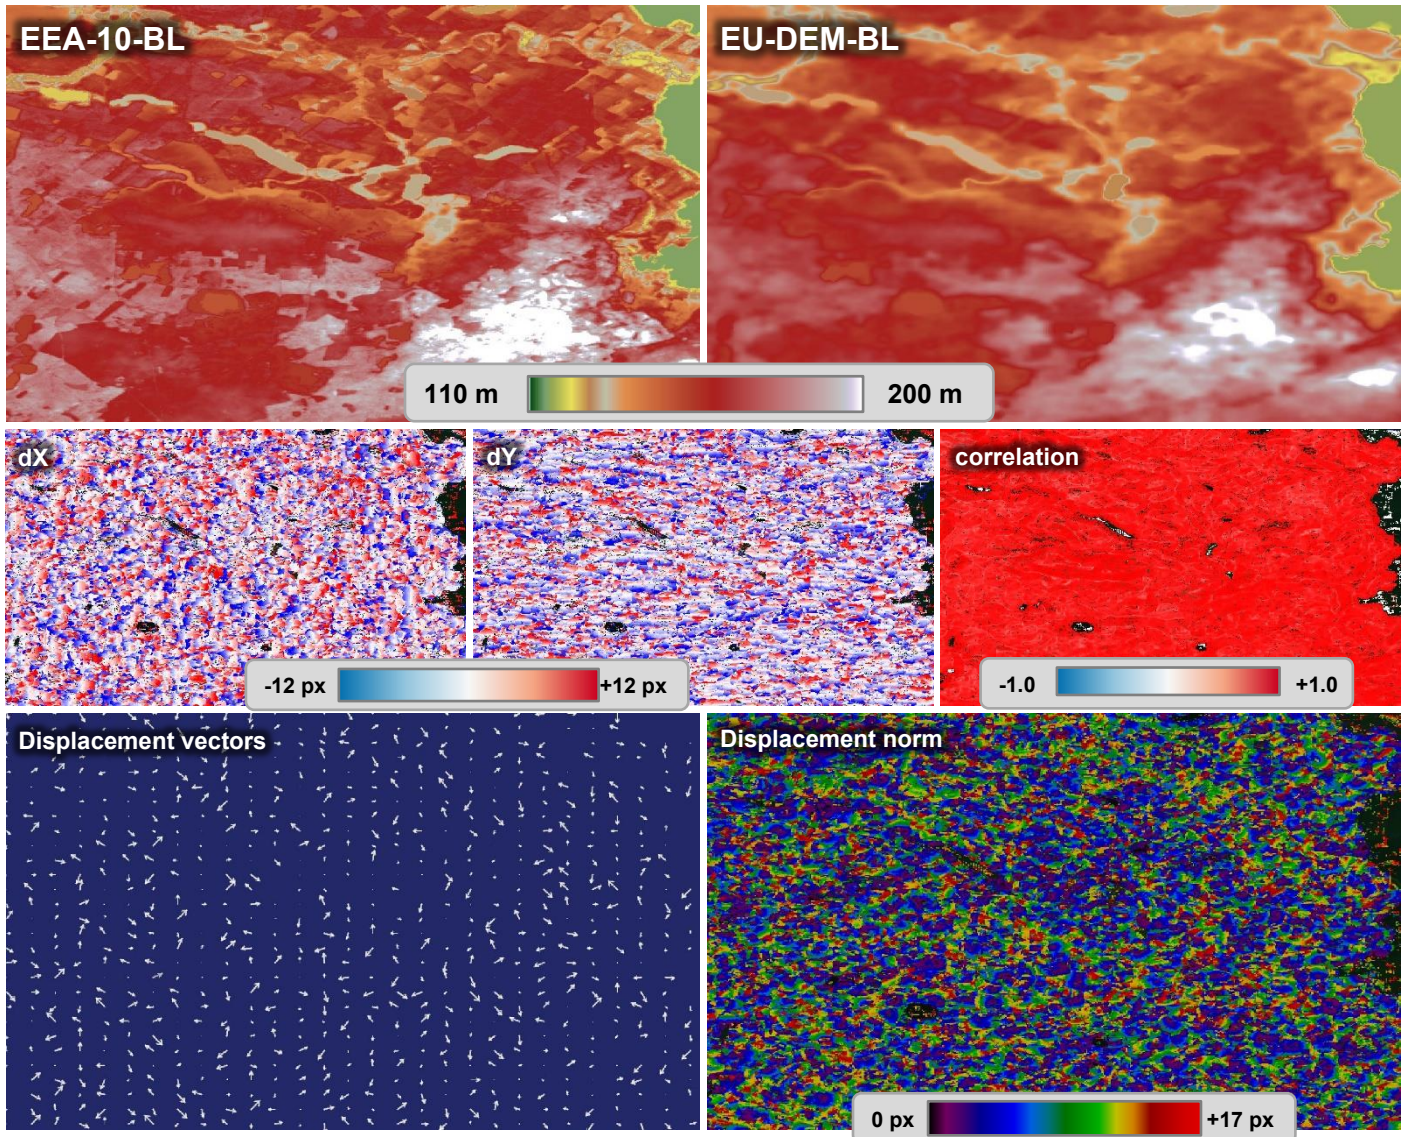 EEA-10-BL
EU-DEM-BL
110 m
200 m
dX
dY
correlation
-12 px
+12 px
-1.0
+1.0
Displacement vectors
Displacement norm
0 px
+17 px